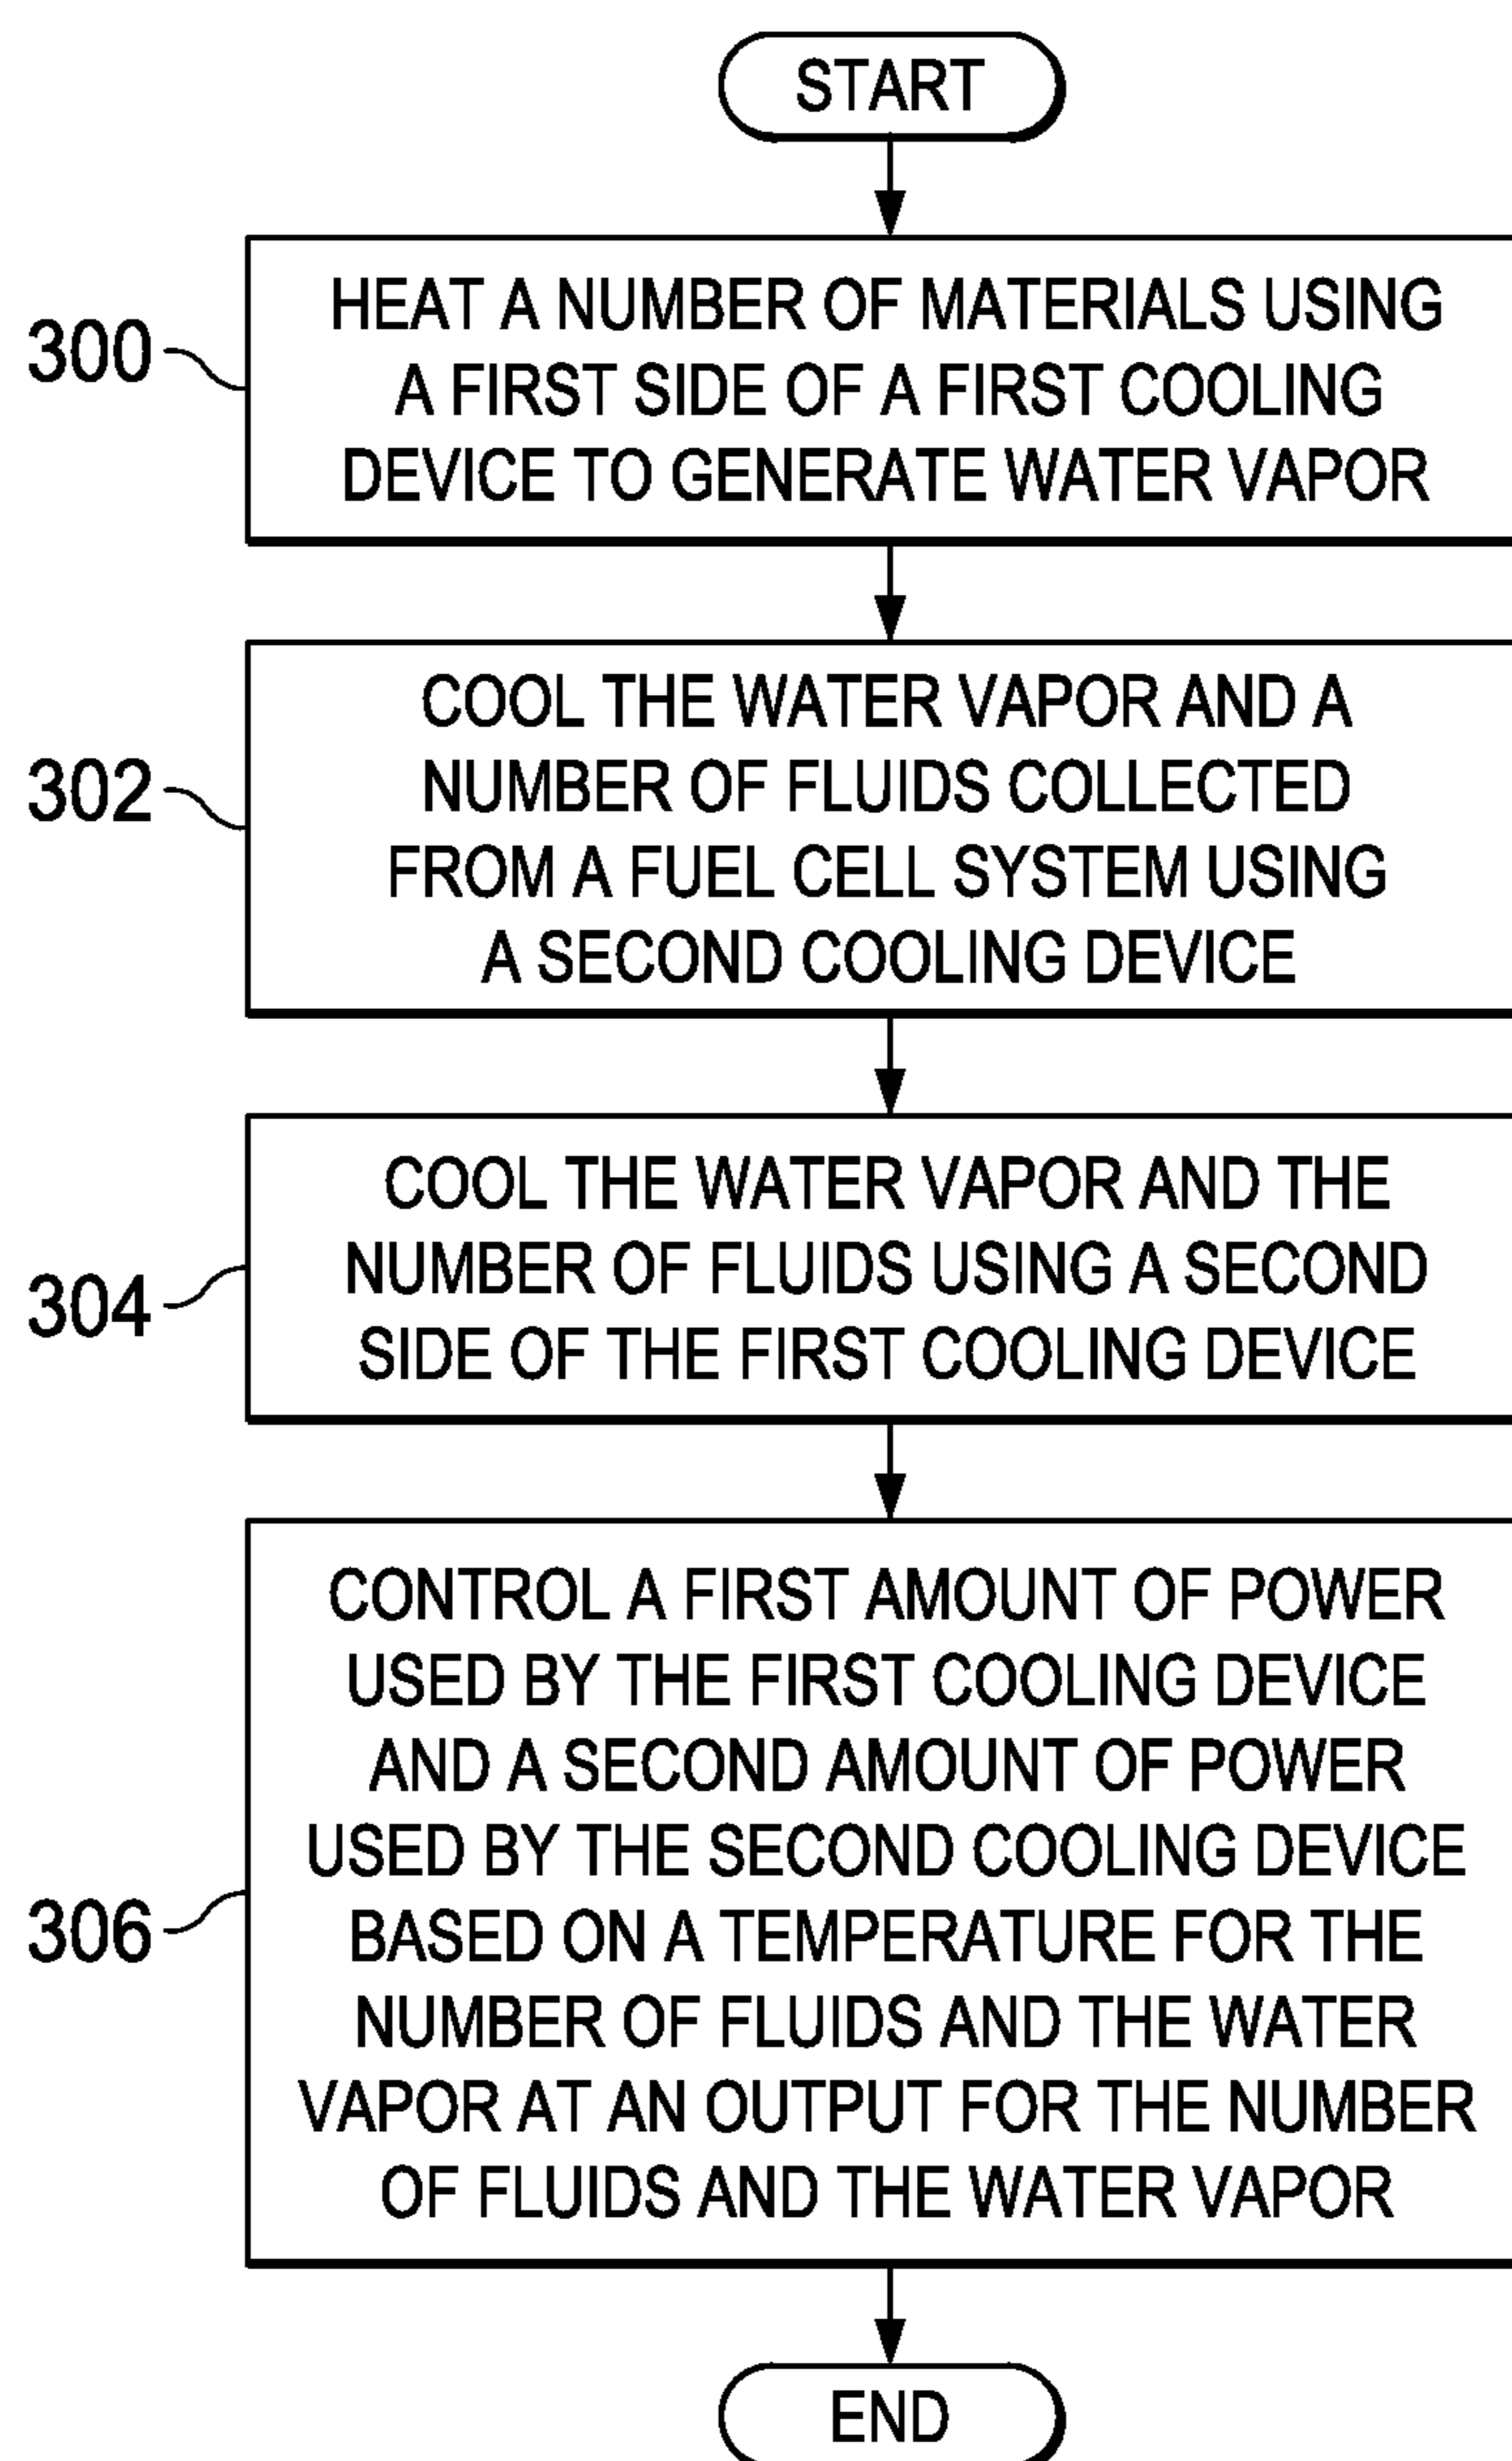 START
300
HEAT A NUMBER OF MATERIALS USING
A FIRST SIDE OF A FIRST COOLING
DEVICE TO GENERATE WATER VAPOR
302
COOL THE WATER VAPOR AND A
NUMBER OF FLUIDS COLLECTED
FROM A FUEL CELL SYSTEM USING
A SECOND COOLING DEVICE
304
COOL THE WATER VAPOR AND THE
NUMBER OF FLUIDS USING A SECOND
SIDE OF THE FIRST COOLING DEVICE
306
CONTROL A FIRST AMOUNT OF POWER
USED BY THE FIRST COOLING DEVICE
AND A SECOND AMOUNT OF POWER
USED BY THE SECOND COOLING DEVICE
BASED ON A TEMPERATURE FOR THE
NUMBER OF FLUIDS AND THE WATER
VAPOR AT AN OUTPUT FOR THE NUMBER
OF FLUIDS AND THE WATER VAPOR
END